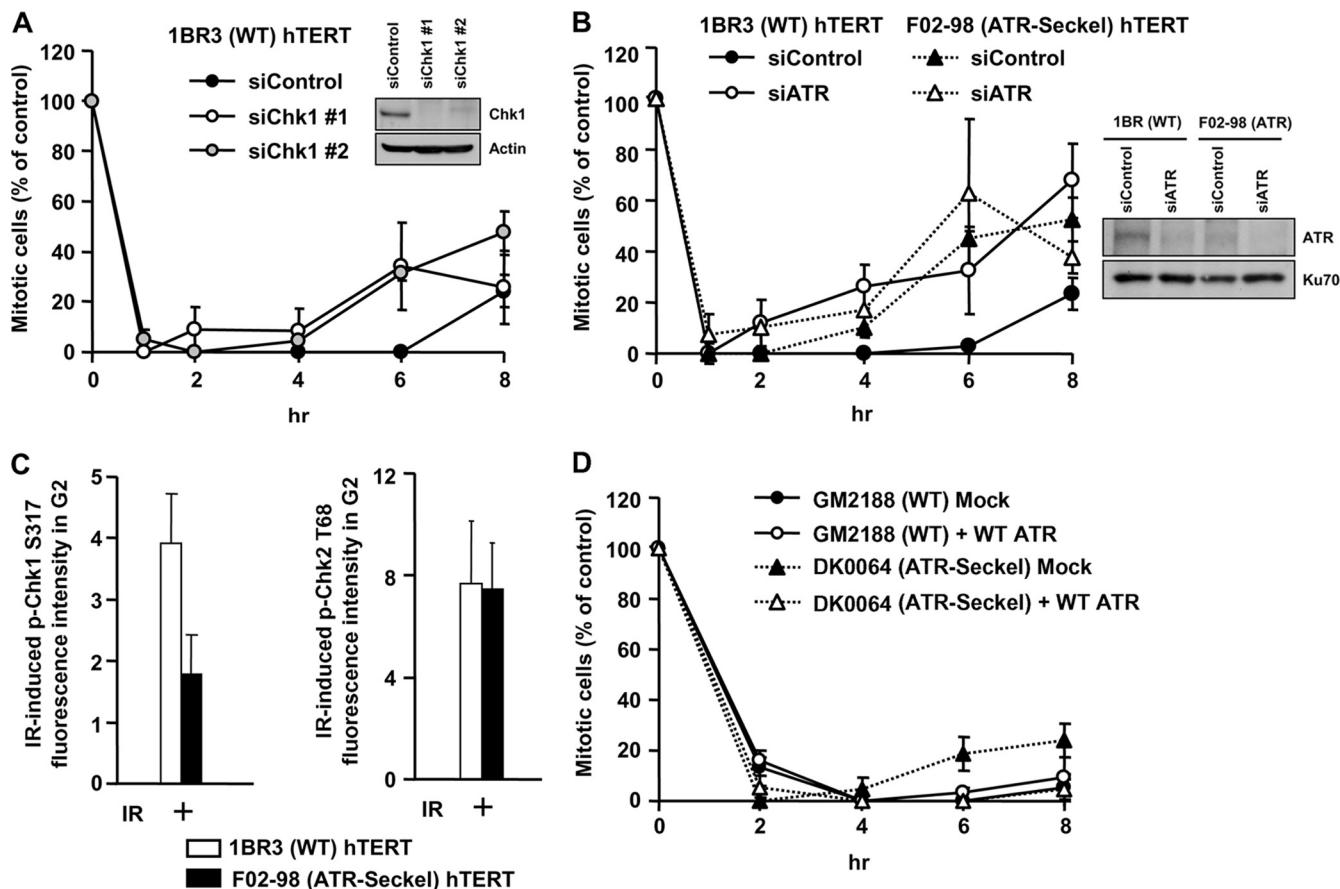 A
1BR3 (WT) hTERT
siControl
siChk1 #1
siChk1 #2
siControl
siChk1 #1
siChk1 #2
Chk1
Actin
Mitotic cells (% of control)
120
100
80
60
40
20
0
0 2 4 6 8
hr
B
1BR3 (WT) hTERT F02-98 (ATR-Seckel) hTERT
siControl siControl
siATR siATR
1BR (WT) F02-98 (ATR)
siControl
siATR
siControl
siATR
ATR
Ku70
Mitotic cells (% of control)
120
100
80
60
40
20
0
0 2 4 6 8
hr
C
IR-induced p-Chk1 S317
fluorescence intensity in G2
5
4
3
2
1
0
IR +
IR-induced p-Chk2 T68
fluorescence intensity in G2
12
8
4
0
IR +
1BR3 (WT) hTERT
F02-98 (ATR-Seckel) hTERT
D
GM2188 (WT) Mock
GM2188 (WT) + WT ATR
DK0064 (ATR-Seckel) Mock
DK0064 (ATR-Seckel) + WT ATR
Mitotic cells (% of control)
120
100
80
60
40
20
0
0 2 4 6 8
hr